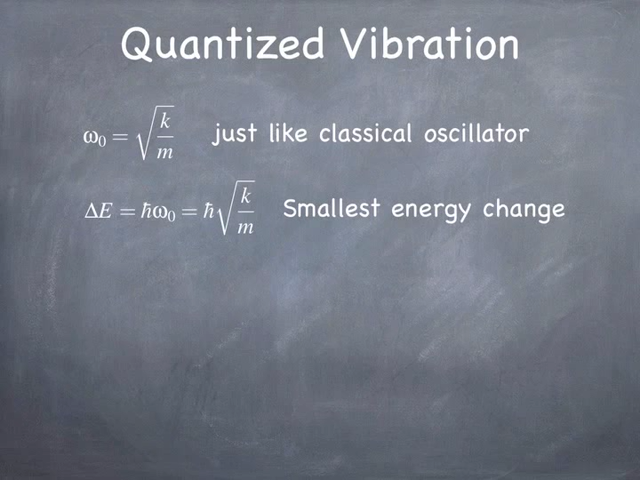 Quantized Vibration
ω₀ = √(k/m) just like classical oscillator
ΔE = ℏω₀ = ℏ√(k/m) Smallest energy change